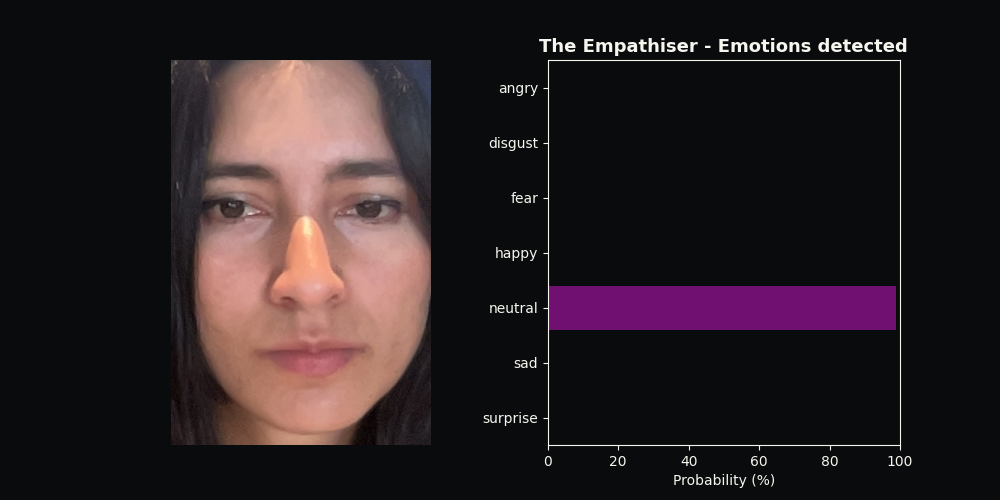 The Empathiser - Emotions detected
angry
disgust
fear
happy
neutral
sad
surprise
0 20 40 60 80 100
Probability (%)